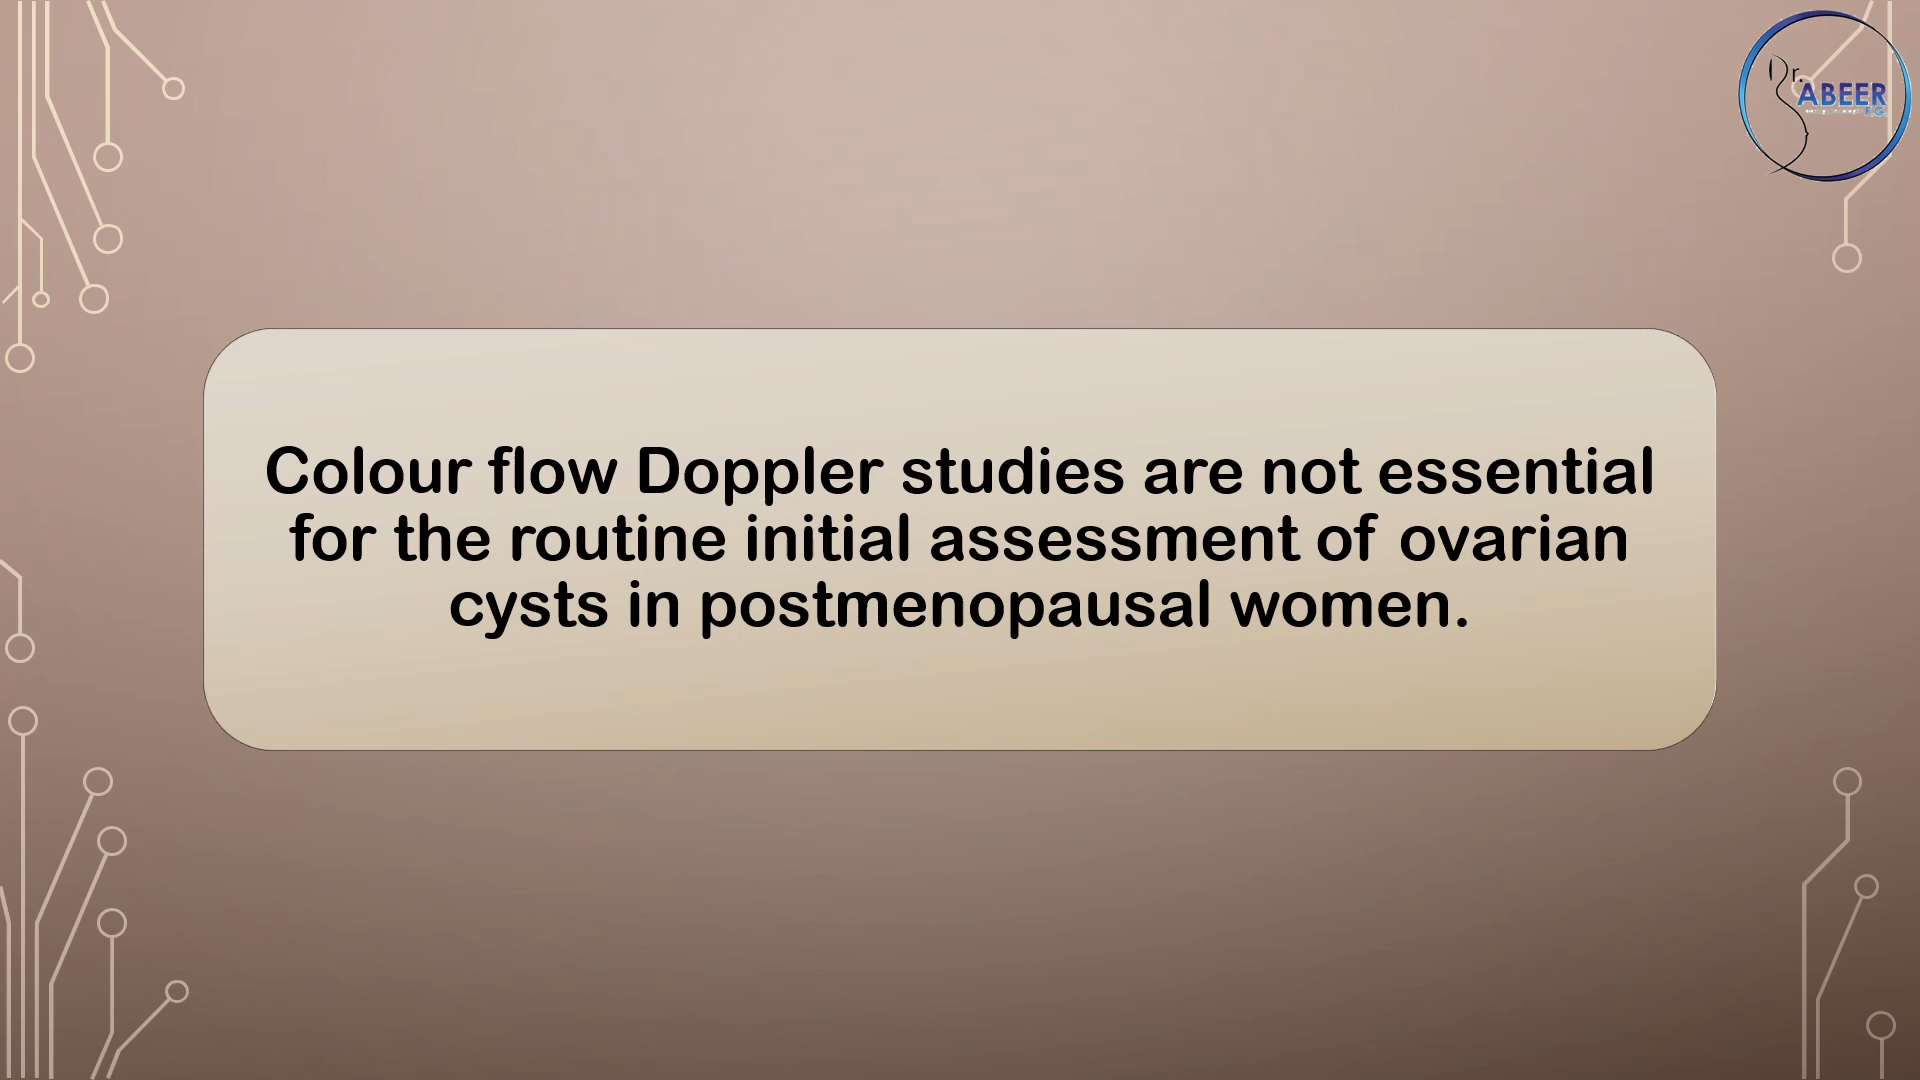 Dr.
ABEER
F.G.
Colour flow Doppler studies are not essential
for the routine initial assessment of ovarian
cysts in postmenopausal women.